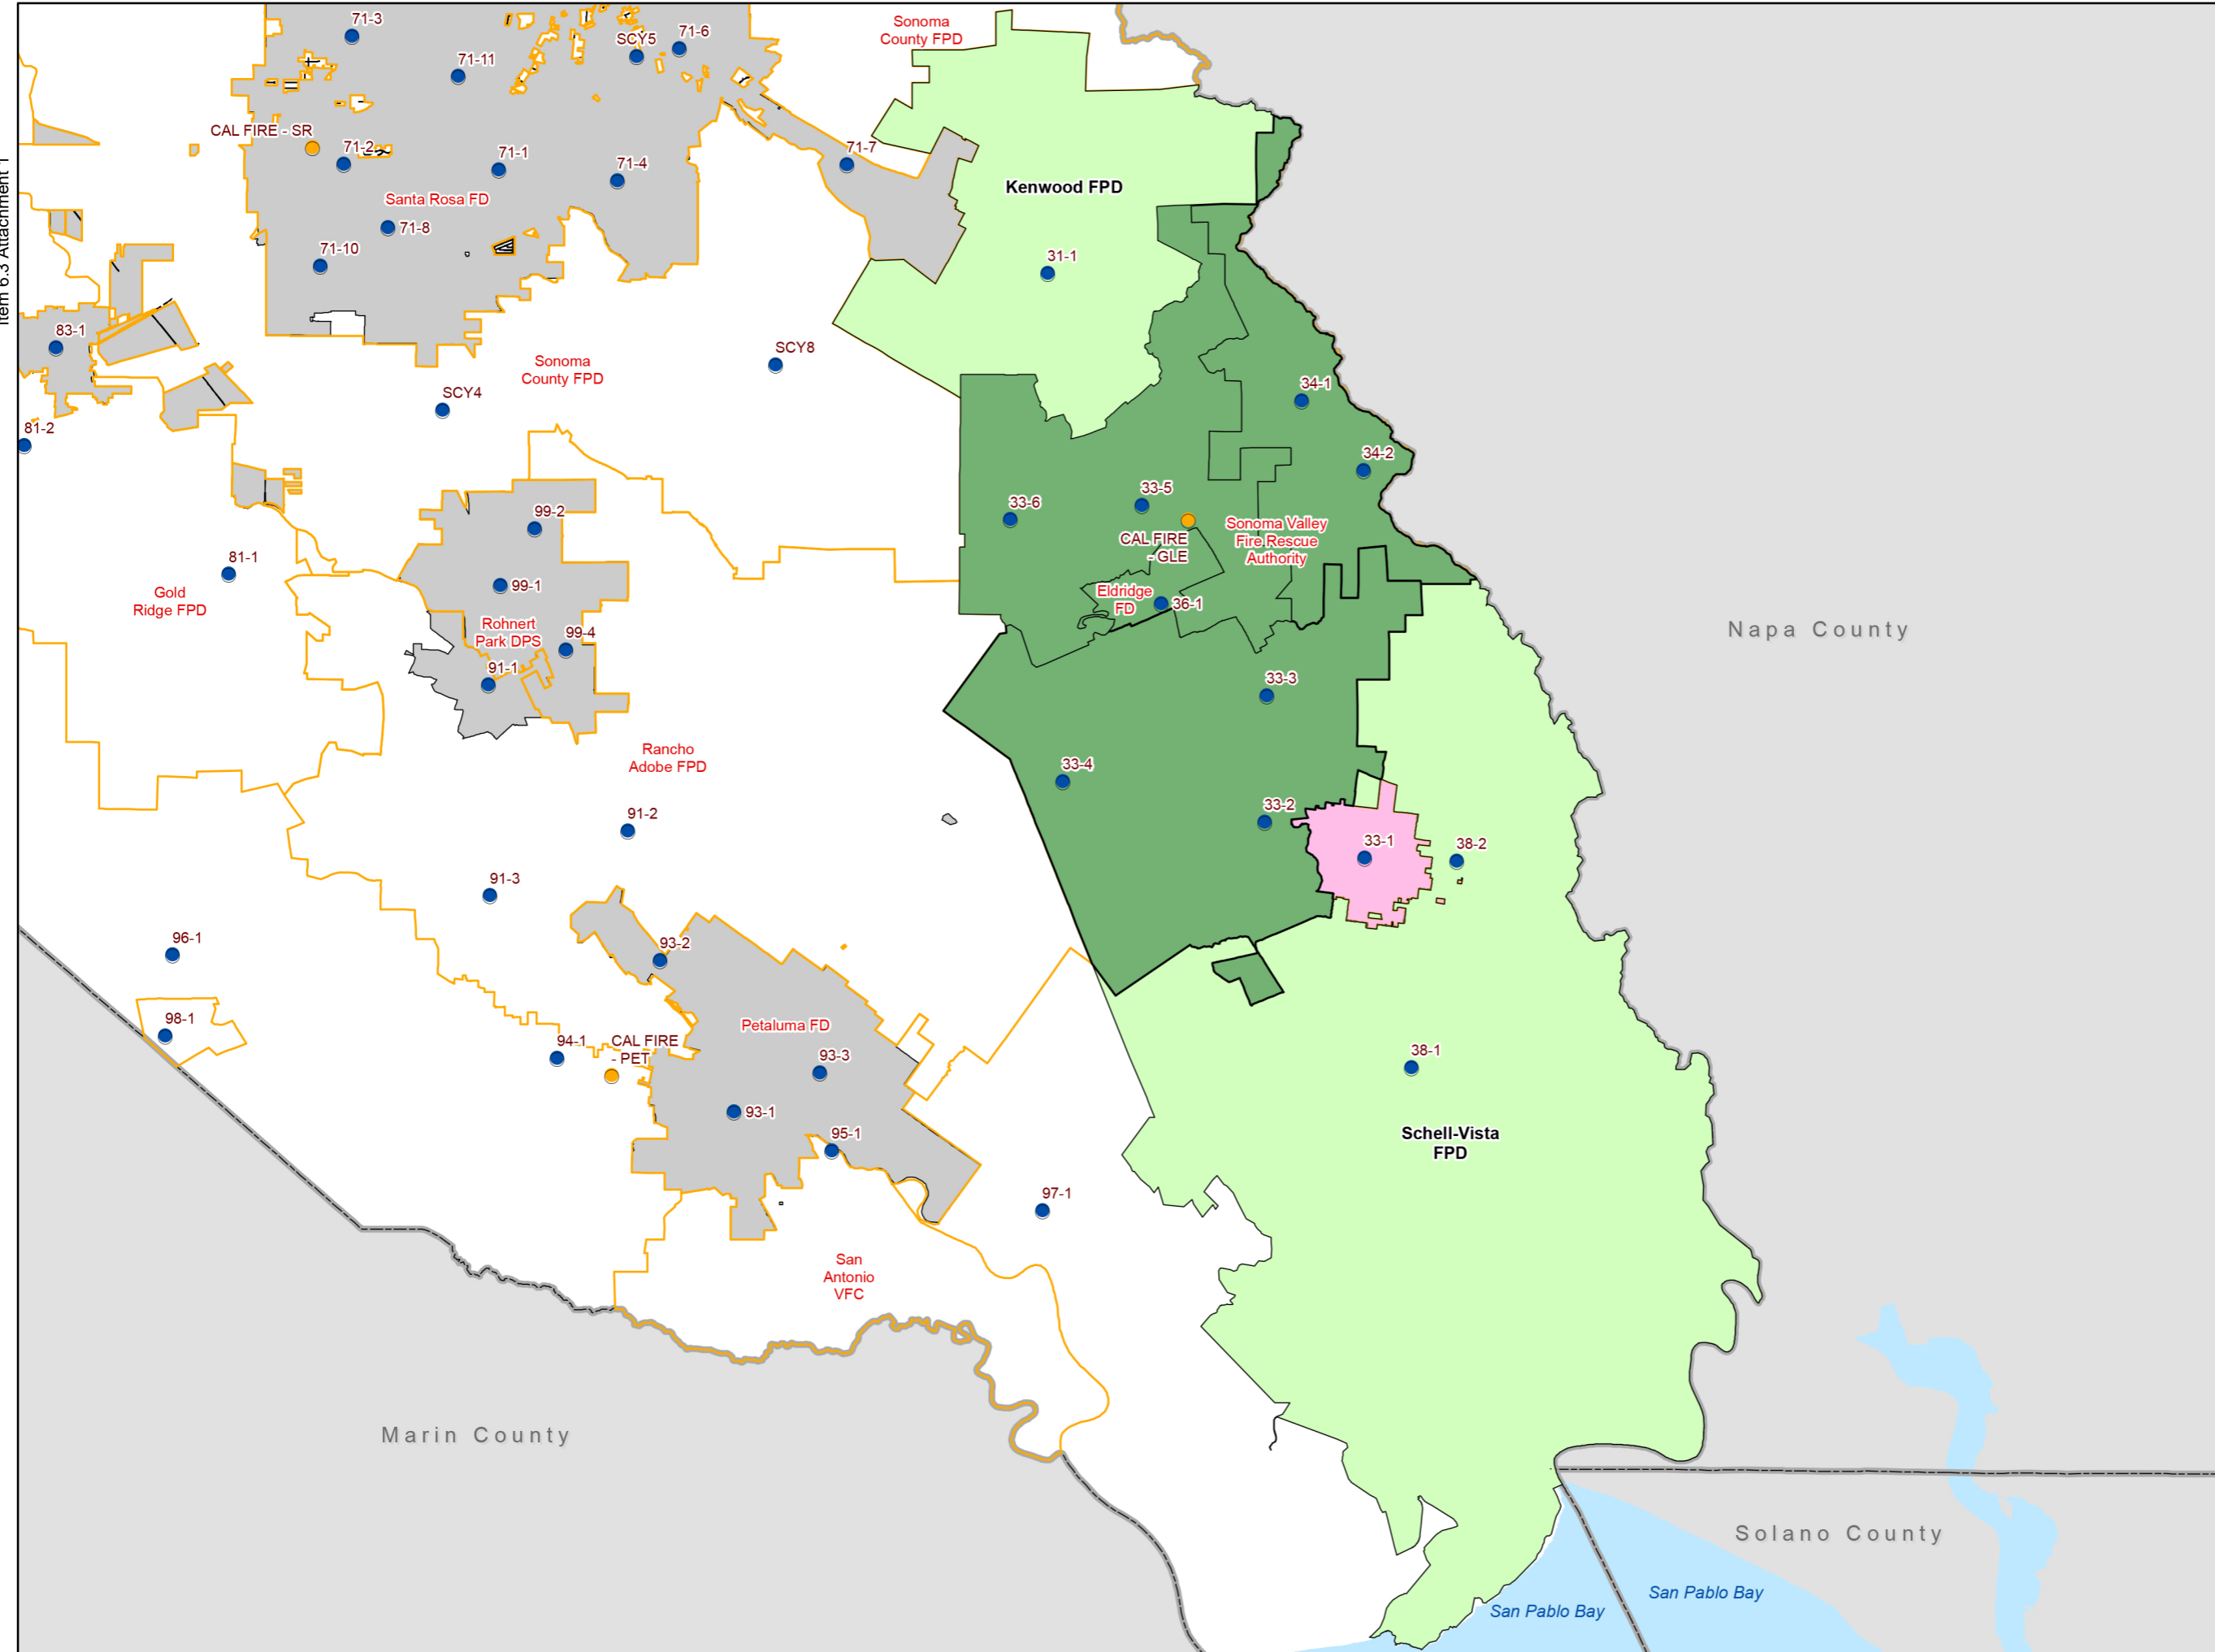 Item 6.3 Attachment 1
71-3
Sonoma
County FPD
SCY5
71-6
71-11
CAL FIRE - SR
71-2
71-1
71-4
71-7
Santa Rosa FD
Kenwood FPD
71-8
71-10
31-1
83-1
SCY8
Sonoma
County FPD
SCY4
34-1
81-2
34-2
33-6
33-5
99-2
Sonoma Valley
Fire Rescue
Authority
CAL FIRE
- GLE
81-1
99-1
Gold
Ridge FPD
Eldridge
FD
36-1
Rohnert
Park DPS
99-4
Napa County
91-1
33-3
Rancho
Adobe FPD
33-4
33-2
91-2
33-1
38-2
91-3
96-1
93-2
98-1
Petaluma FD
94-1
CAL FIRE
- PET
93-3
38-1
93-1
95-1
Schell-Vista
FPD
97-1
San
Antonio
VFC
Marin County
Solano County
San Pablo Bay
San Pablo Bay